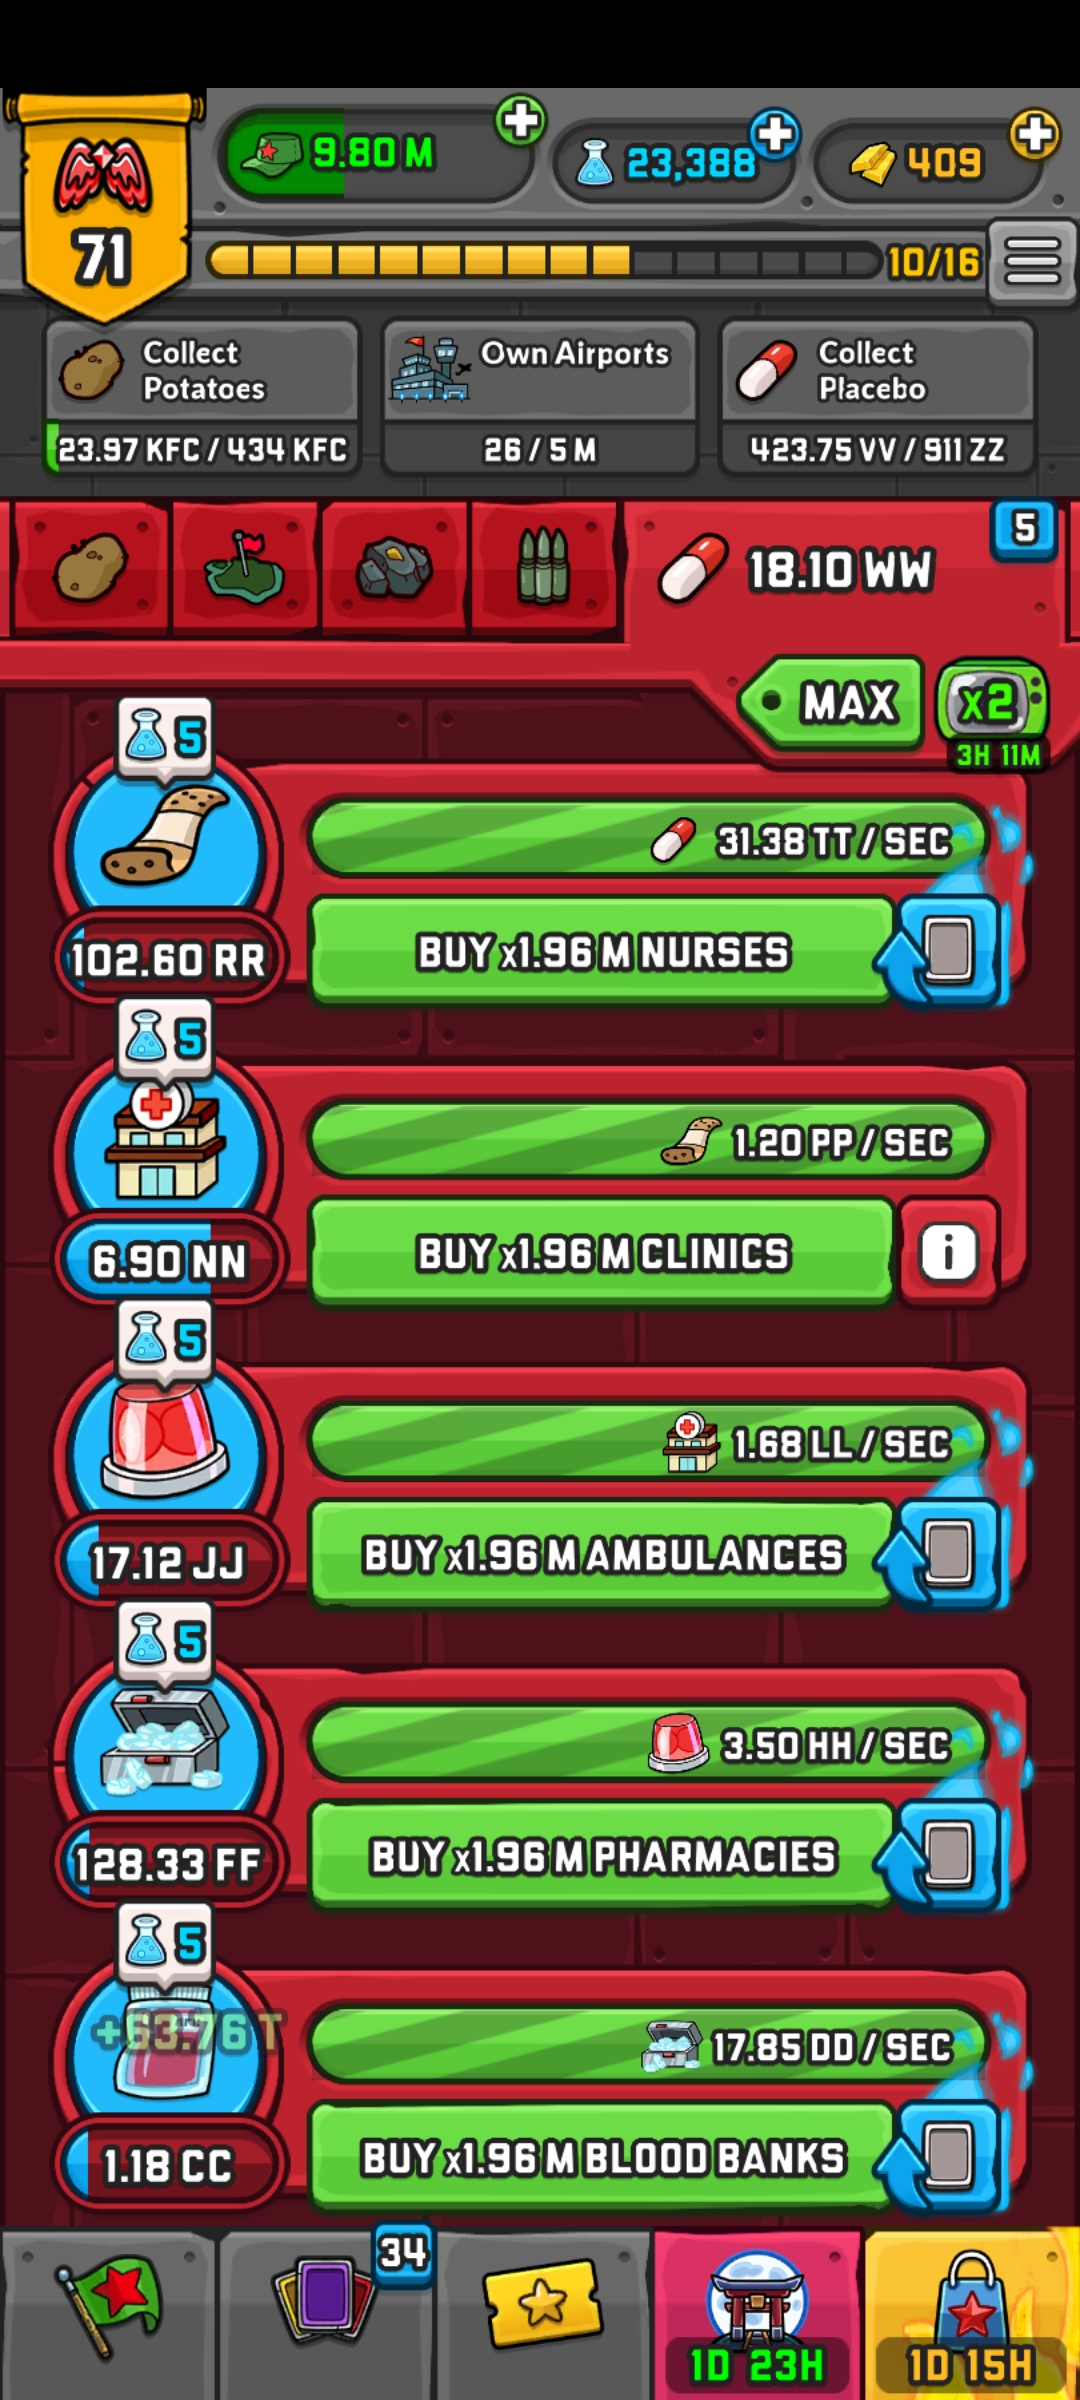 9.80 M
23,388
409
71
10/16
Collect
Potatoes
23.97 KFC / 434 KFC
Own Airports
26 / 5 M
Collect
Placebo
423.75 VV / 911 ZZ
18.10 WW
5
MAX
x2
3H 11M
5
31.38 TT / SEC
BUY x1.96 M NURSES
102.60 RR
5
1.20 PP / SEC
BUY x1.96 M CLINICS
i
6.90 NN
5
1.68 LL / SEC
BUY x1.96 M AMBULANCES
17.12 JJ
5
3.50 HH / SEC
BUY x1.96 M PHARMACIES
128.33 FF
5
+53.76 T
17.85 DD / SEC
BUY x1.96 M BLOOD BANKS
1.18 CC
34
1D 23H
1D 15H